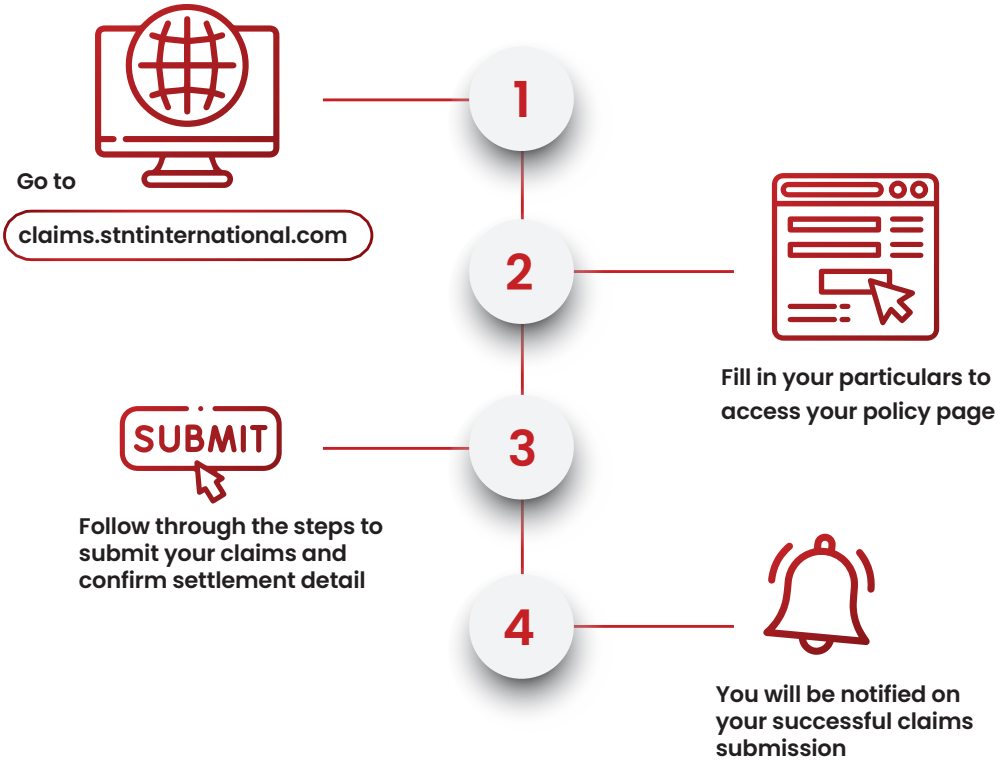 1
Go to
claims.stntinternational.com
2
Fill in your particulars to
access your policy page
3
SUBMIT
Follow through the steps to
submit your claims and
confirm settlement detail
4
You will be notified on
your successful claims
submission